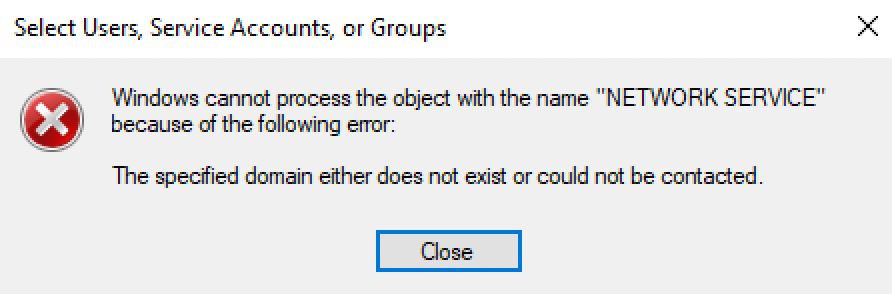 Select Users, Service Accounts, or Groups
Windows cannot process the object with the name "NETWORK SERVICE"
because of the following error:
The specified domain either does not exist or could not be contacted.
Close